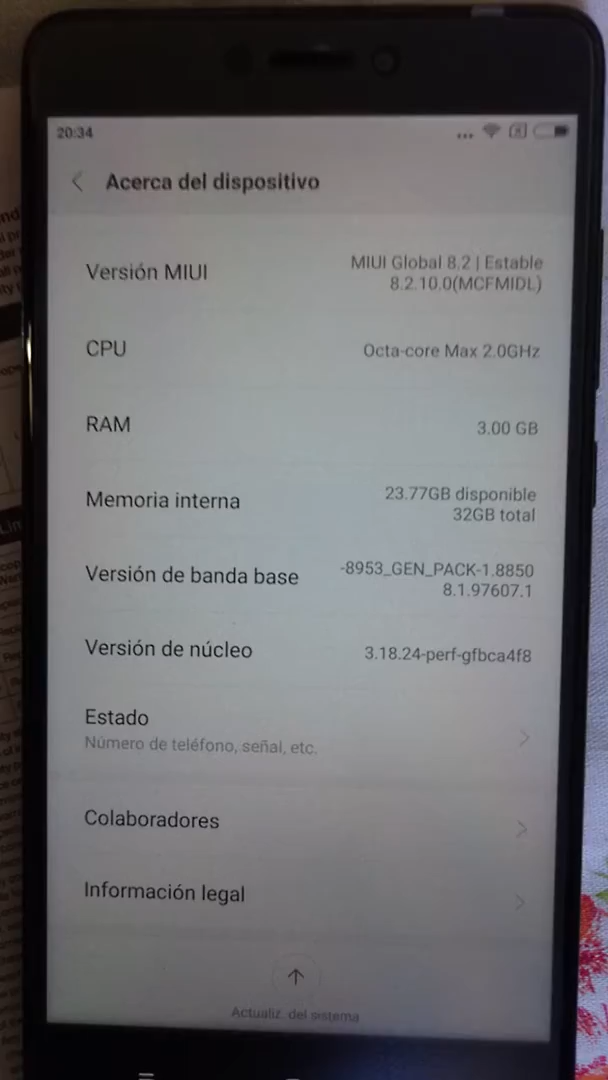 20:34
Acerca del dispositivo
Versión MIUI
MIUI Global 8.2 | Estable
8.2.10.0(MCFMIDL)
CPU
Octa-core Max 2.0GHz
RAM
3.00 GB
Memoria interna
23.77GB disponible
32GB total
Versión de banda base
-8953_GEN_PACK-1.8850
8.1.97607.1
Versión de núcleo
3.18.24-perf-gfbca4f8
Estado
Número de teléfono, señal, etc.
Colaboradores
Información legal
Actualiz. del sistema